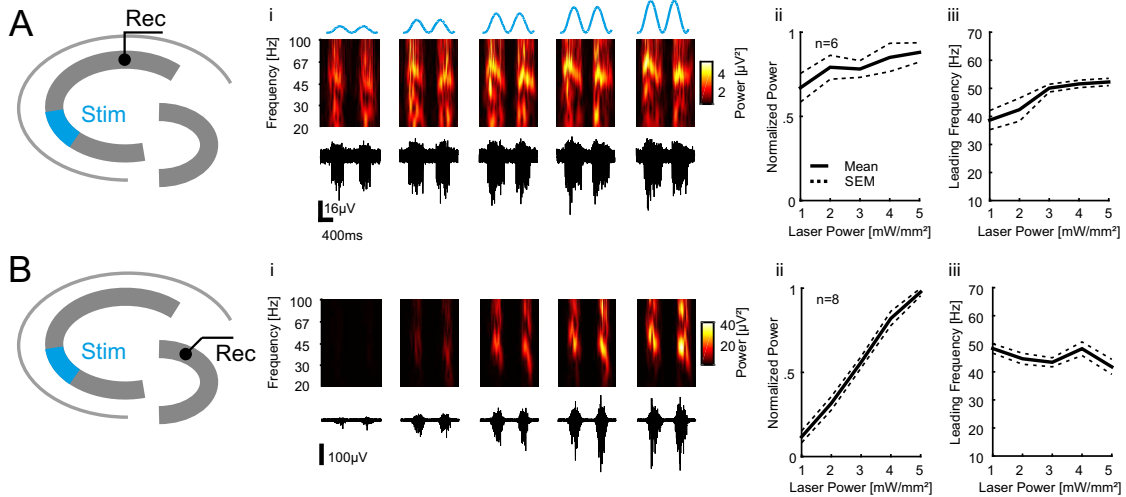 A
Rec
Stim
i
Frequency [Hz]
100
67
45
30
20
4
2
Power [µV²]
16µV
400ms
ii
Normalized Power
1
.5
0
n=6
Mean
SEM
1 2 3 4 5
Laser Power [mW/mm²]
iii
Leading Frequency [Hz]
70
60
50
40
30
20
10
1 2 3 4 5
Laser Power [mW/mm²]
B
Stim
Rec
i
Frequency [Hz]
100
67
45
30
20
40
20
Power [µV²]
100µV
ii
Normalized Power
1
.5
0
n=8
1 2 3 4 5
Laser Power [mW/mm²]
iii
Leading Frequency [Hz]
70
60
50
40
30
20
10
1 2 3 4 5
Laser Power [mW/mm²]